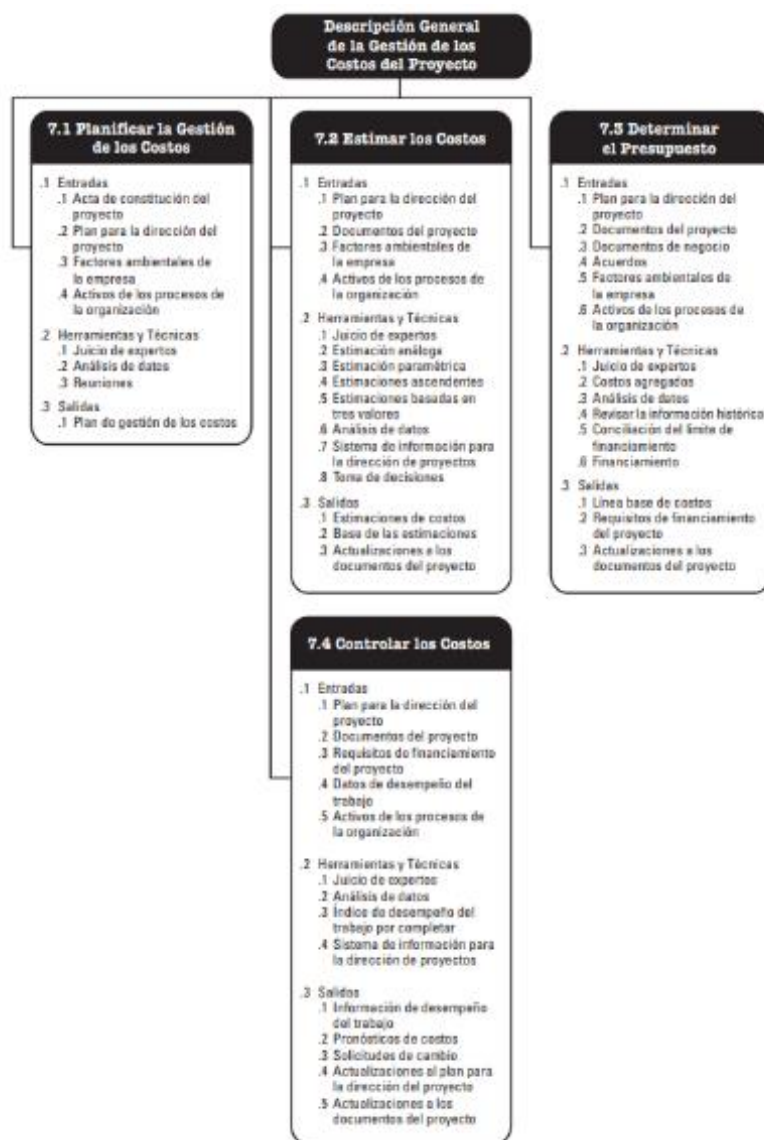 Descripción General
de la Gestión de los
Costos del Proyecto
7.1 Planificar la Gestión
de los Costos
.1 Entradas
.1 Acta de constitución del
proyecto
.2 Plan para la dirección del
proyecto
.3 Factores ambientales de
la empresa
.4 Activos de los procesos de
la organización
.2 Herramientas y Técnicas
.1 Juicio de expertos
.2 Análisis de datos
.3 Reuniones
.3 Salidas
.1 Plan de gestión de los costos
7.2 Estimar los Costos
.1 Entradas
.1 Plan para la dirección del
proyecto
.2 Documentos del proyecto
.3 Factores ambientales de
la empresa
.4 Activos de los procesos de
la organización
.2 Herramientas y Técnicas
.1 Juicio de expertos
.2 Estimación análoga
.3 Estimación paramétrica
.4 Estimaciones ascendentes
.5 Estimaciones basadas en
tres valores
.6 Análisis de datos
.7 Sistema de información para
la dirección de proyectos
.8 Toma de decisiones
.3 Salidas
.1 Estimaciones de costos
.2 Base de las estimaciones
.3 Actualizaciones a los
documentos del proyecto
7.3 Determinar
el Presupuesto
.1 Entradas
.1 Plan para la dirección del
proyecto
.2 Documentos del proyecto
.3 Documentos de negocio
.4 Acuerdos
.5 Factores ambientales de
la empresa
.6 Activos de los procesos de
la organización
.2 Herramientas y Técnicas
.1 Juicio de expertos
.2 Costos agregados
.3 Análisis de datos
.4 Revisar la información histórica
.5 Conciliación del límite de
financiamiento
.6 Financiamiento
.3 Salidas
.1 Línea base de costos
.2 Requisitos de financiamiento
del proyecto
.3 Actualizaciones a los
documentos del proyecto
7.4 Controlar los Costos
.1 Entradas
.1 Plan para la dirección del
proyecto
.2 Documentos del proyecto
.3 Requisitos de financiamiento
del proyecto
.4 Datos de desempeño del
trabajo
.5 Activos de los procesos de
la organización
.2 Herramientas y Técnicas
.1 Juicio de expertos
.2 Análisis de datos
.3 Índice de desempeño del
trabajo por completar
.4 Sistema de información para
la dirección de proyectos
.3 Salidas
.1 Información de desempeño
del trabajo
.2 Pronósticos de costos
.3 Solicitudes de cambio
.4 Actualizaciones al plan para
la dirección del proyecto
.5 Actualizaciones a los
documentos del proyecto